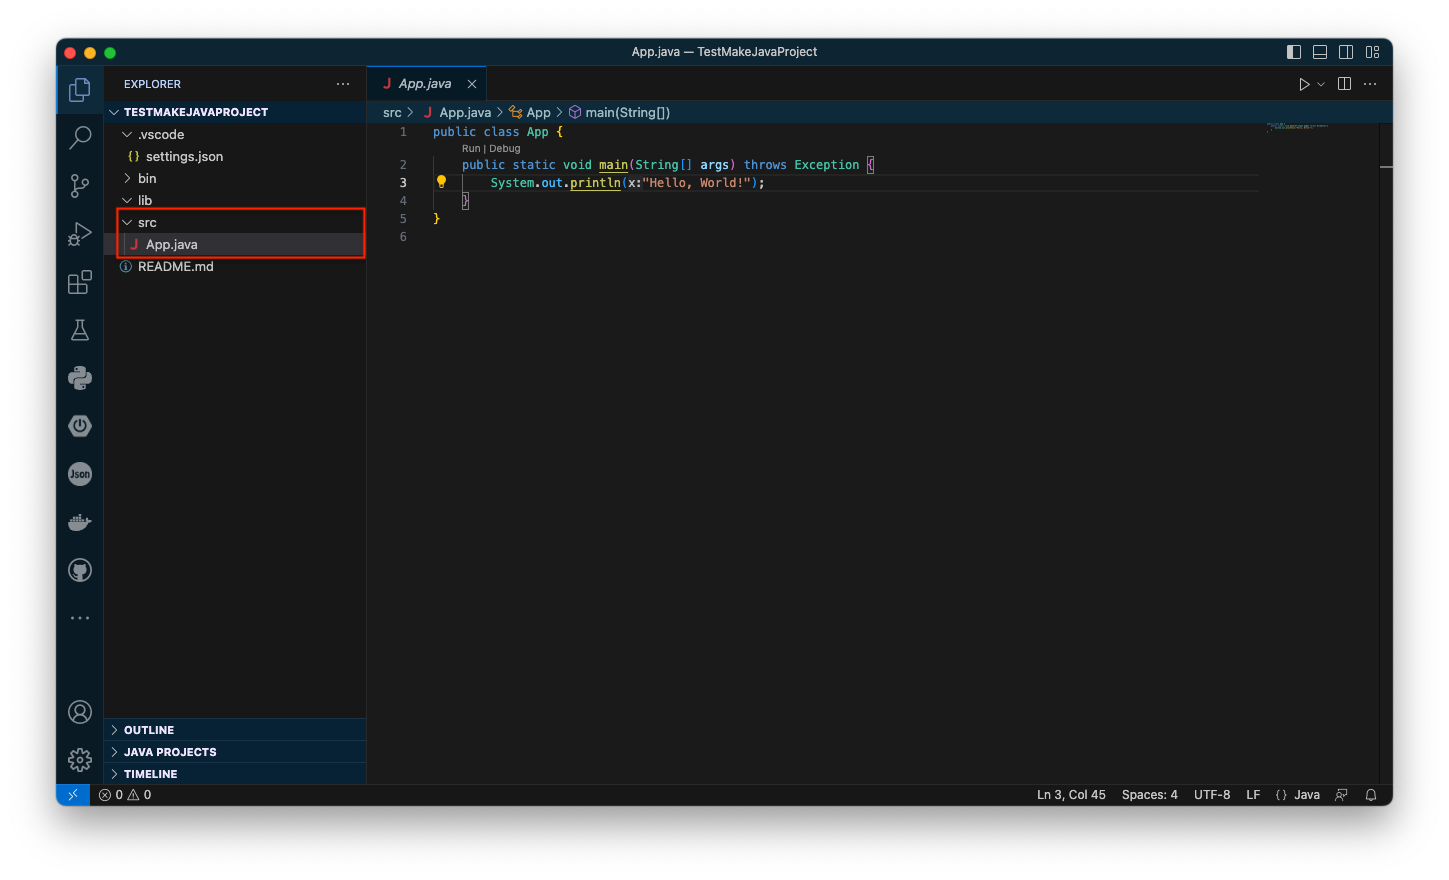 App.java — TestMakeJavaProject
EXPLORER
App.java
TESTMAKEJAVAPROJECT
.vscode
{} settings.json
bin
lib
src
J App.java
README.md
OUTLINE
JAVA PROJECTS
TIMELINE
src > J App.java > App > main(String[])
1 public class App {
Run | Debug
2 public static void main(String[] args) throws Exception {
3 System.out.println(x:"Hello, World!");
4 }
5 }
6
Json
0 0
Ln 3, Col 45 Spaces: 4 UTF-8 LF {} Java